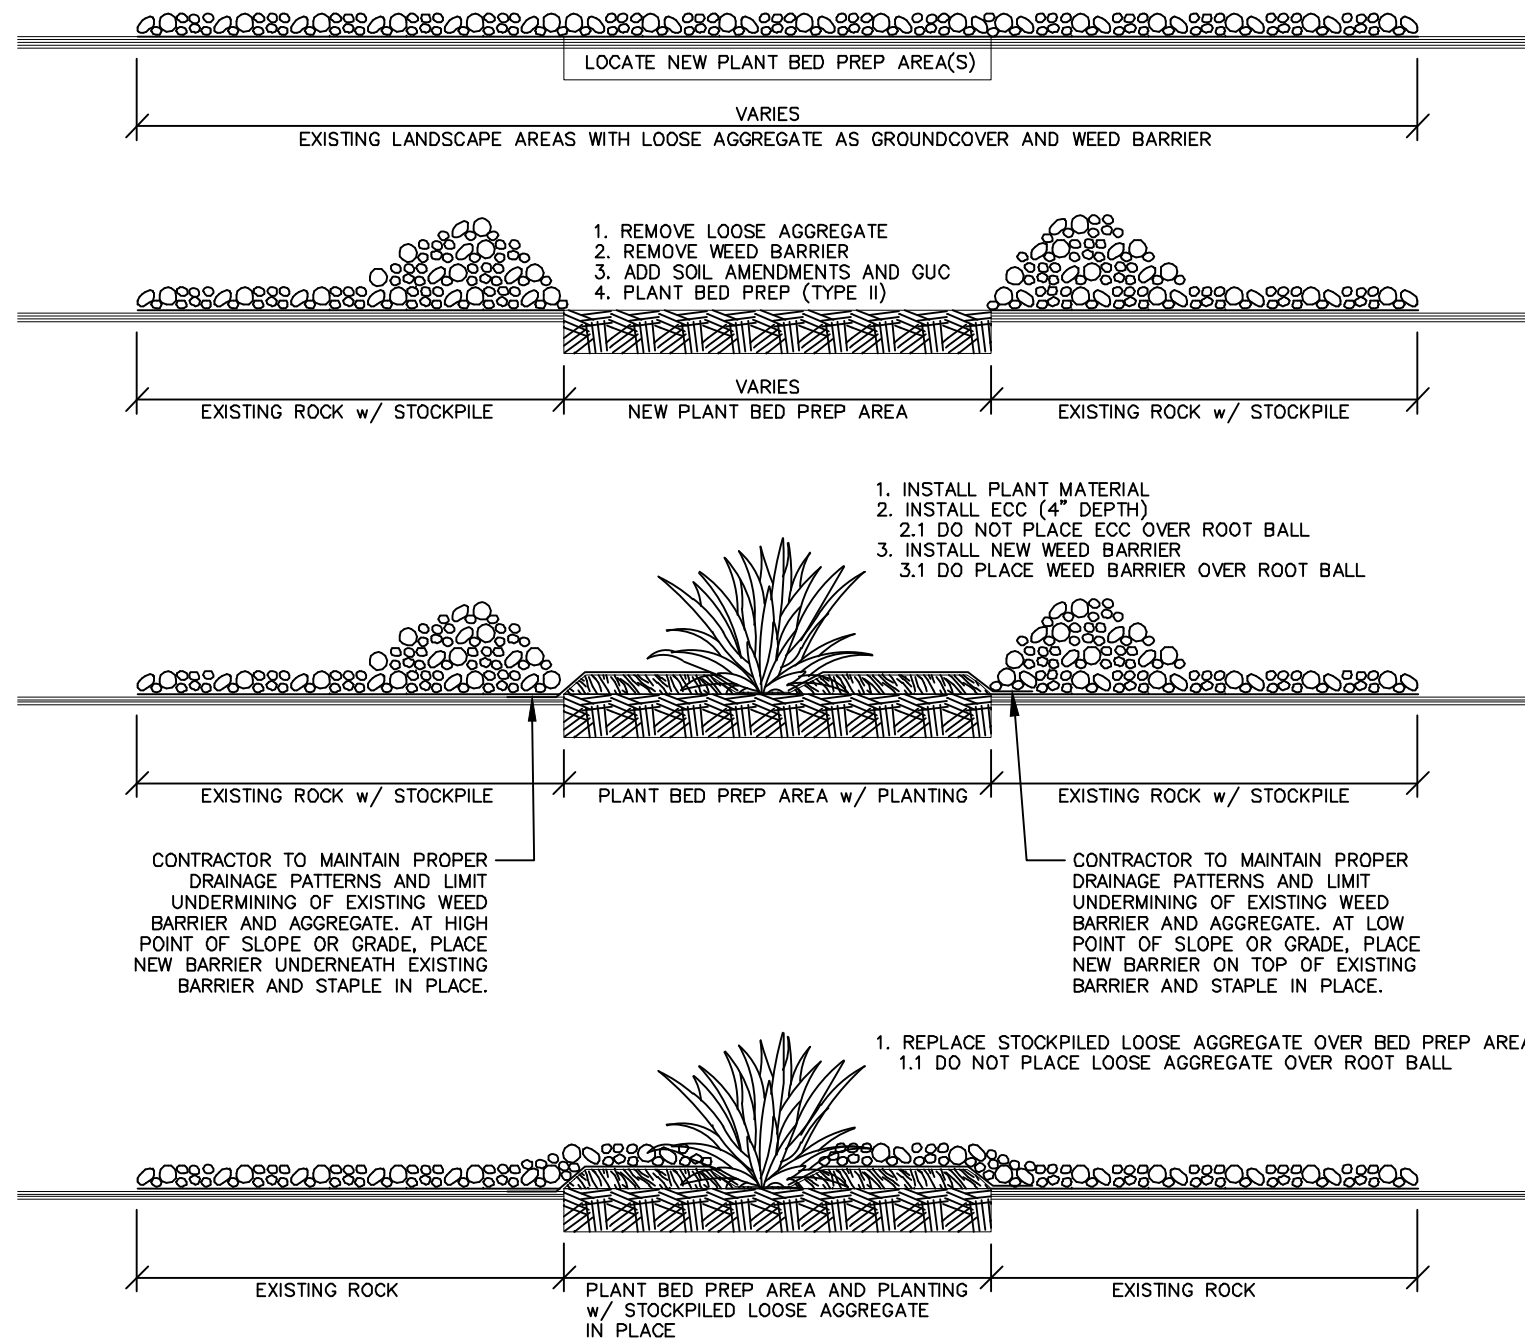 LOCATE NEW PLANT BED PREP AREA(S)
VARIES
EXISTING LANDSCAPE AREAS WITH LOOSE AGGREGATE AS GROUNDCOVER AND WEED BARRIER
1. REMOVE LOOSE AGGREGATE
2. REMOVE WEED BARRIER
3. ADD SOIL AMENDMENTS AND GUC
4. PLANT BED PREP (TYPE II)
EXISTING ROCK w/ STOCKPILE
VARIES
NEW PLANT BED PREP AREA
EXISTING ROCK w/ STOCKPILE
1. INSTALL PLANT MATERIAL
2. INSTALL ECC (4" DEPTH)
2.1 DO NOT PLACE ECC OVER ROOT BALL
3. INSTALL NEW WEED BARRIER
3.1 DO PLACE WEED BARRIER OVER ROOT BALL
EXISTING ROCK w/ STOCKPILE
PLANT BED PREP AREA w/ PLANTING
EXISTING ROCK w/ STOCKPILE
CONTRACTOR TO MAINTAIN PROPER
DRAINAGE PATTERNS AND LIMIT
UNDERMINING OF EXISTING WEED
BARRIER AND AGGREGATE. AT HIGH
POINT OF SLOPE OR GRADE, PLACE
NEW BARRIER UNDERNEATH EXISTING
BARRIER AND STAPLE IN PLACE.
CONTRACTOR TO MAINTAIN PROPER
DRAINAGE PATTERNS AND LIMIT
UNDERMINING OF EXISTING WEED
BARRIER AND AGGREGATE. AT LOW
POINT OF SLOPE OR GRADE, PLACE
NEW BARRIER ON TOP OF EXISTING
BARRIER AND STAPLE IN PLACE.
1. REPLACE STOCKPILED LOOSE AGGREGATE OVER BED PREP AREA
1.1 DO NOT PLACE LOOSE AGGREGATE OVER ROOT BALL
EXISTING ROCK
PLANT BED PREP AREA AND PLANTING
w/ STOCKPILED LOOSE AGGREGATE
IN PLACE
EXISTING ROCK